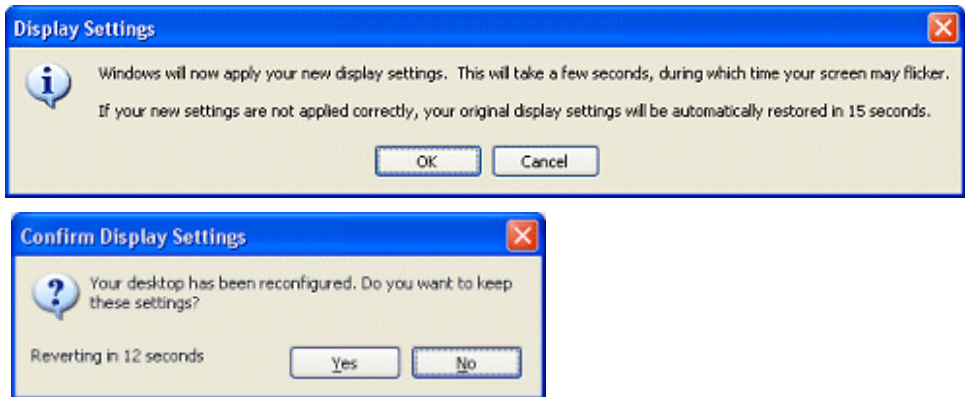 Display Settings
Windows will now apply your new display settings.  This will take a few seconds, during which time your screen may flicker.
If your new settings are not applied correctly, your original display settings will be automatically restored in 15 seconds.
OK Cancel
Confirm Display Settings
Your desktop has been reconfigured. Do you want to keep
these settings?
Reverting in 12 seconds Yes No